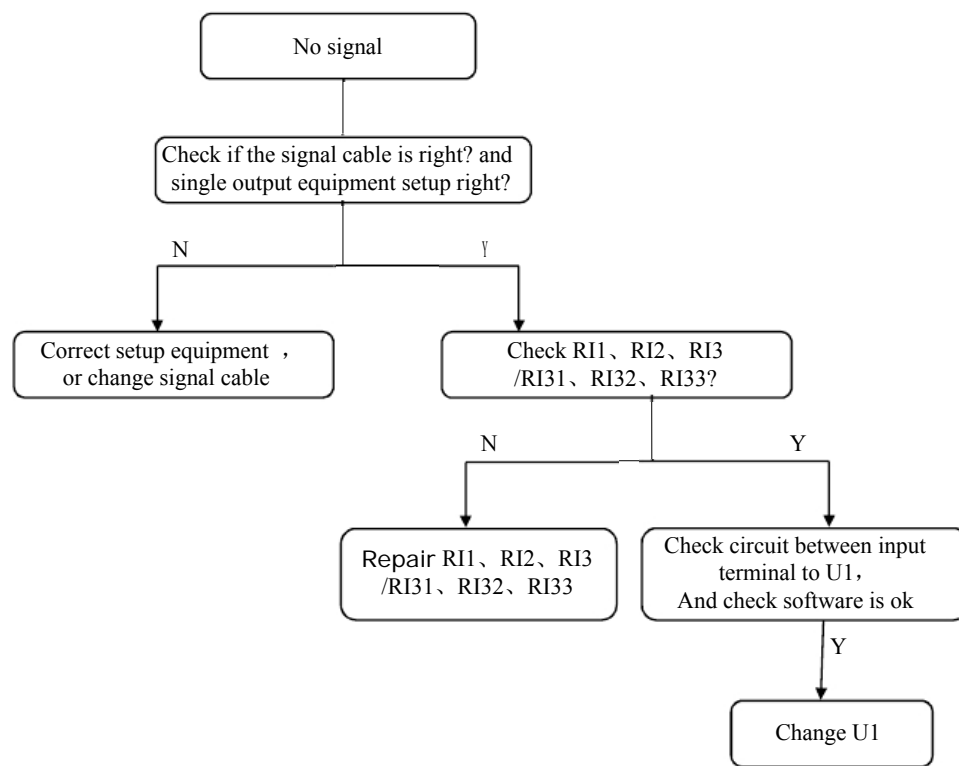 No signal
Check if the signal cable is right? and
single output equipment setup right?
N
Y
Correct setup equipment ，
or change signal cable
Check RI1、RI2、RI3
/RI31、RI32、RI33?
N
Y
Repair RI1、RI2、RI3
/RI31、RI32、RI33
Check circuit between input
terminal to U1，
And check software is ok
Y
Change U1